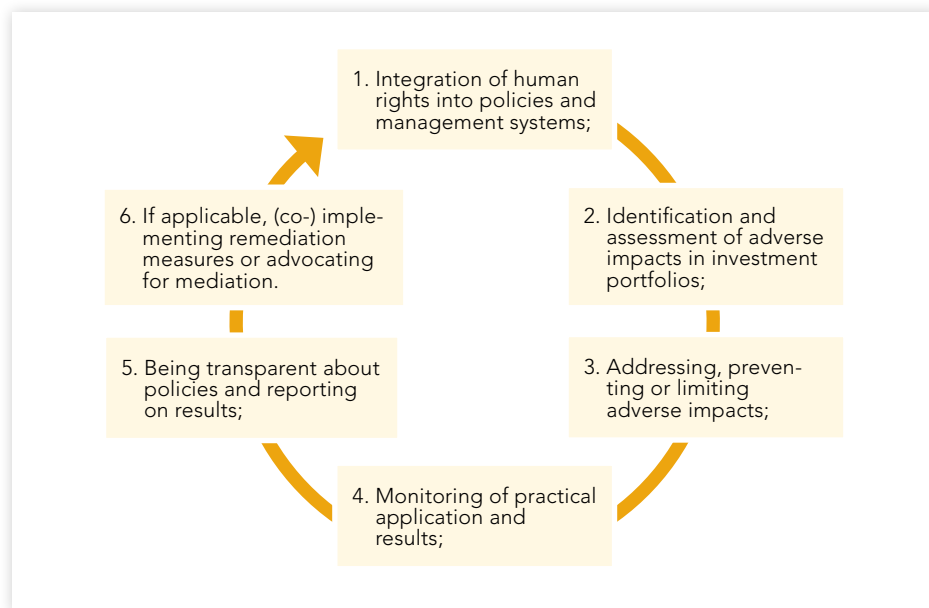 1. Integration of human
rights into policies and
management systems;
2. Identification and
assessment of adverse
impacts in investment
portfolios;
3. Addressing, preven-
ting or limiting
adverse impacts;
4. Monitoring of practical
application and
results;
5. Being transparent about
policies and reporting
on results;
6. If applicable, (co-) imple-
menting remediation
measures or advocating
for mediation.